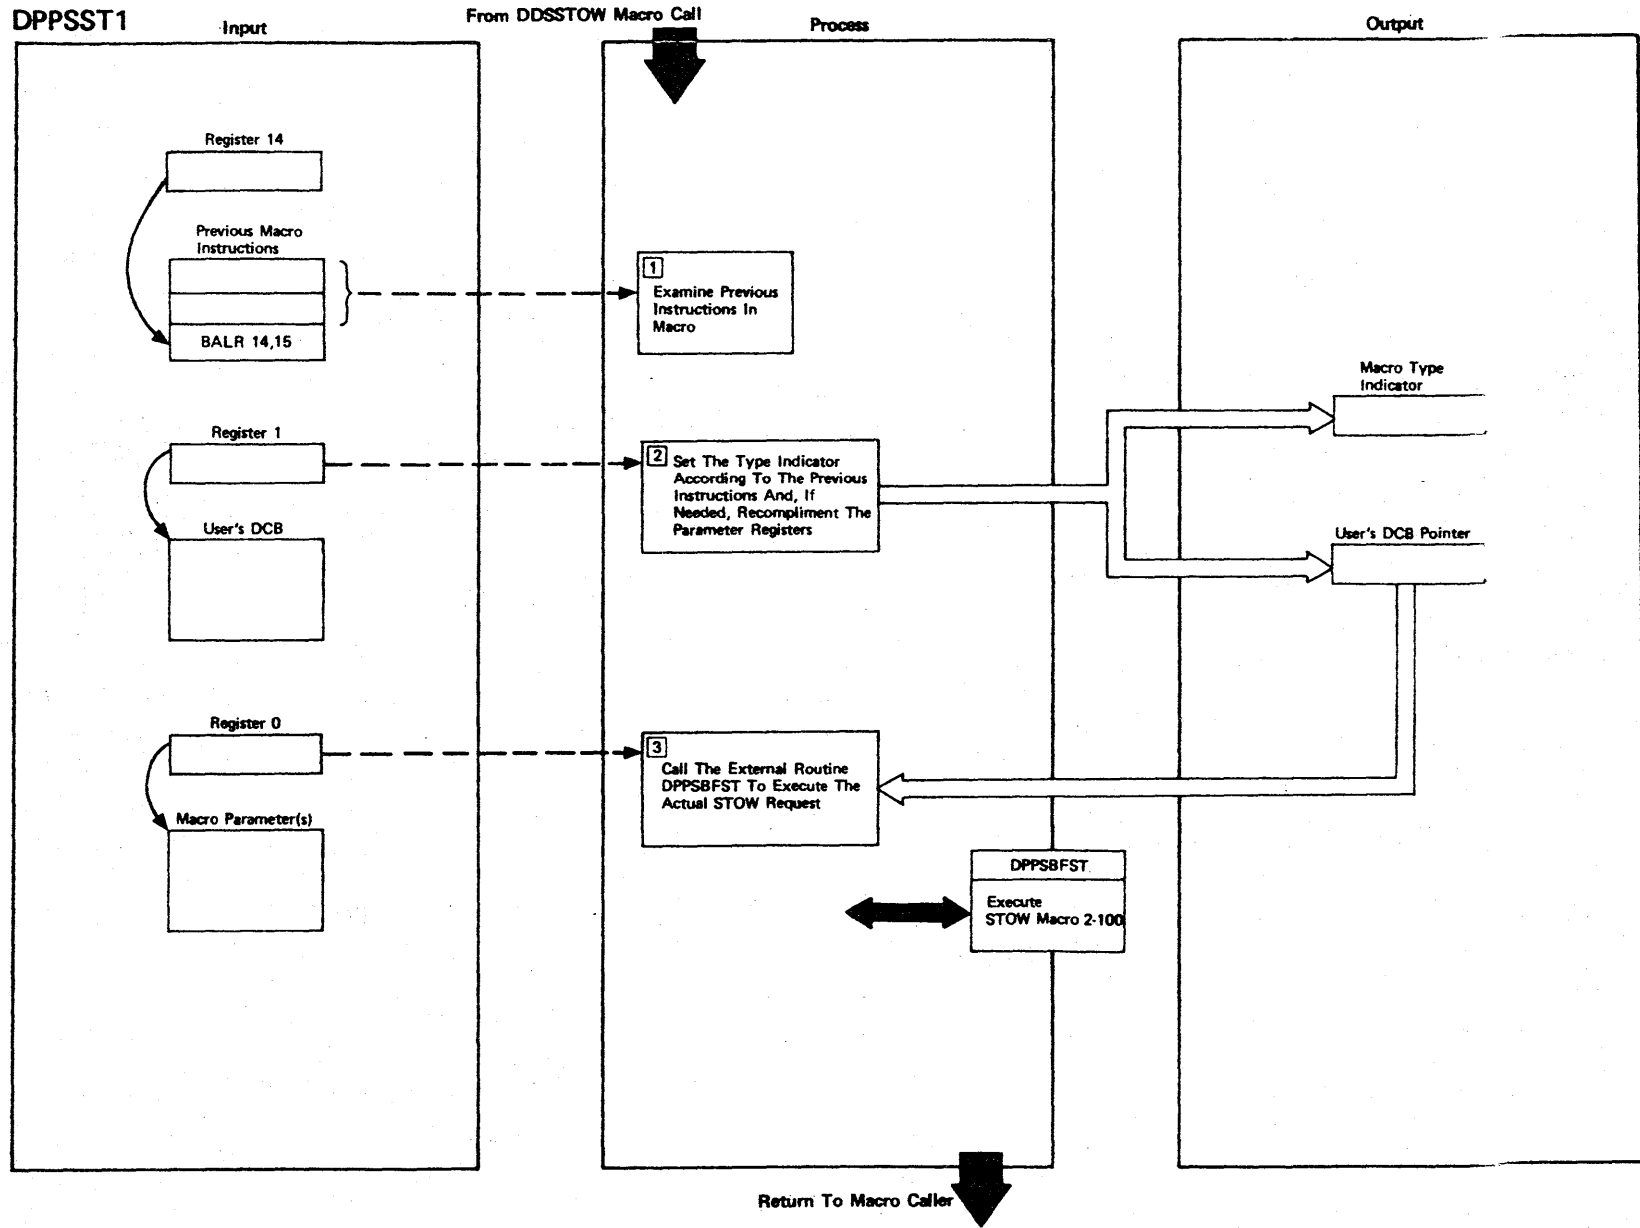 DPPSST1
Input
From DDSSTOW Macro Call
Process
Output
Register 14
Previous Macro
Instructions
BALR 14,15
1
Examine Previous
Instructions In
Macro
Register 1
User's DCB
2
Set The Type Indicator
According To The Previous
Instructions And, If
Needed, Recompliment The
Parameter Registers
Macro Type
Indicator
User's DCB Pointer
Register 0
Macro Parameter(s)
3
Call The External Routine
DPPSBFST To Execute The
Actual STOW Request
DPPSBFST
Execute
STOW Macro 2-100
Return To Macro Caller